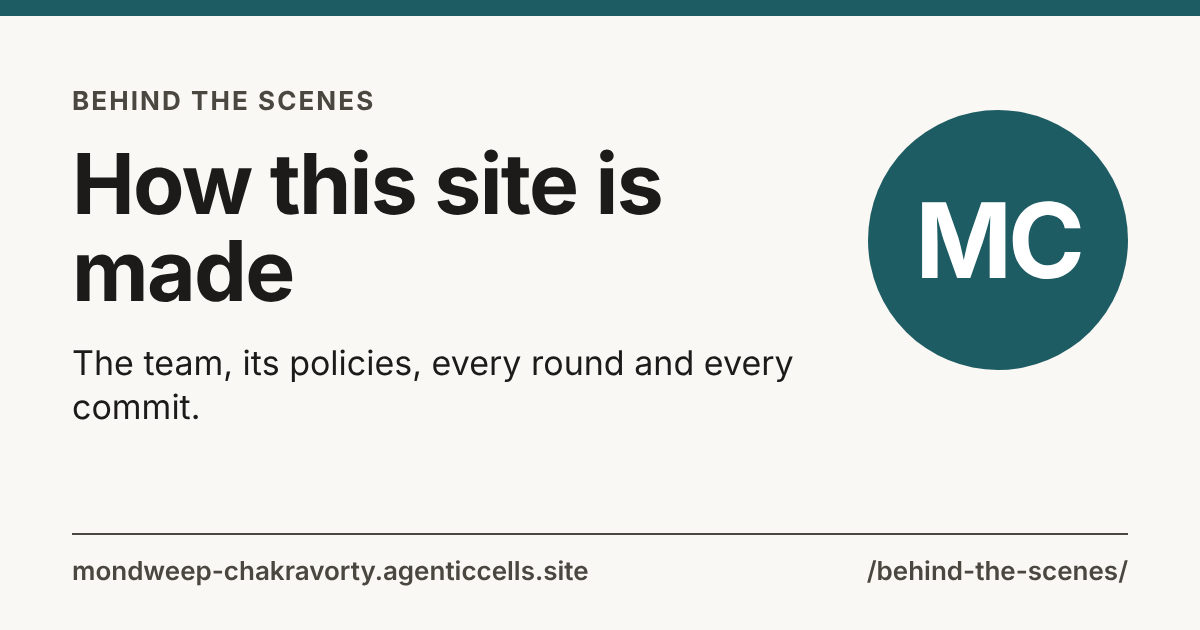 BEHIND THE SCENES
How this site is
made
MC
The team, its policies, every round and every
commit.
mondweep-chakravorty.agenticcells.site
/behind-the-scenes/